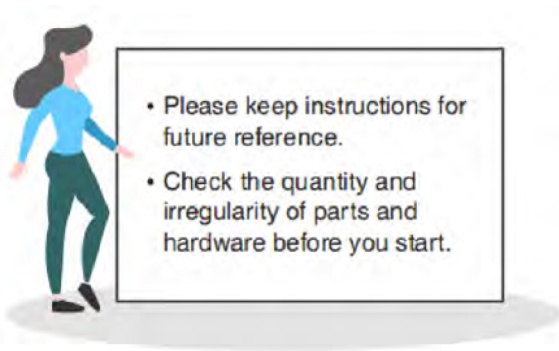 • Please keep instructions for
future reference.
• Check the quantity and
irregularity of parts and
hardware before you start.